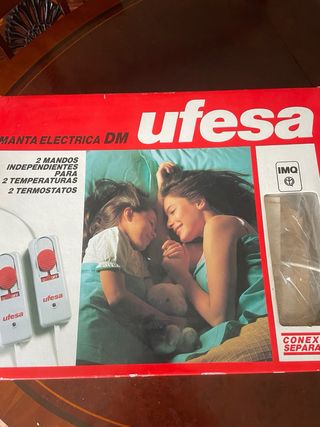 MANTA ELECTRICA DM
ufesa
2 MANDOS
INDEPENDIENTES
PARA
2 TEMPERATURAS
2 TERMOSTATOS
IMQ
ufesa
ufesa
CONEX
SEPARA